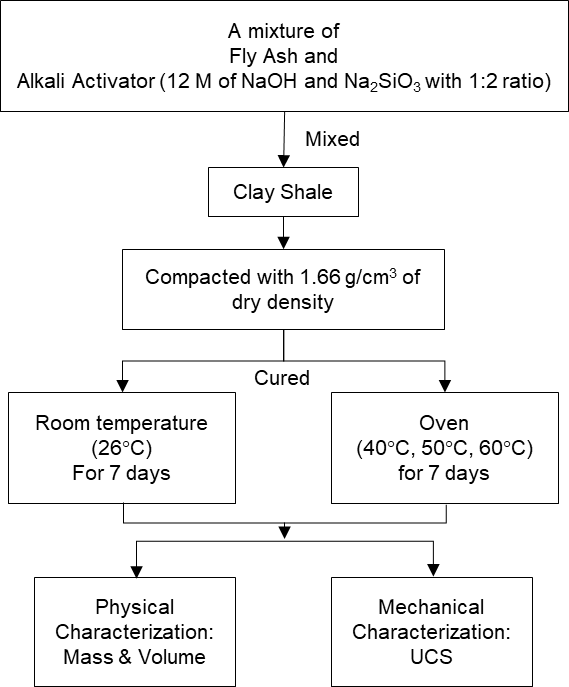 A mixture of
Fly Ash and
Alkali Activator (12 M of NaOH and Na₂SiO₃ with 1:2 ratio)
Mixed
Clay Shale
Compacted with 1.66 g/cm³ of
dry density
Cured
Room temperature
(26°C)
For 7 days
Oven
(40°C, 50°C, 60°C)
for 7 days
Physical
Characterization:
Mass & Volume
Mechanical
Characterization:
UCS